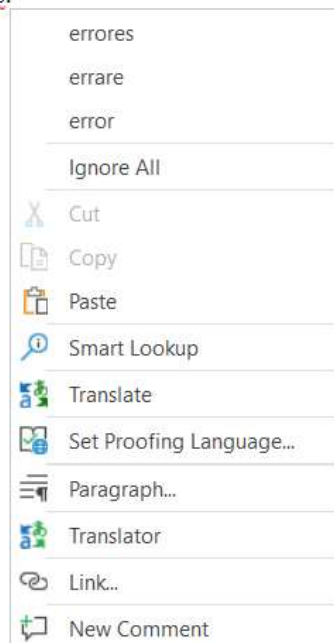 errores
errare
error
Ignore All
Cut
Copy
Paste
Smart Lookup
Translate
Set Proofing Language...
Paragraph...
Translator
Link...
New Comment